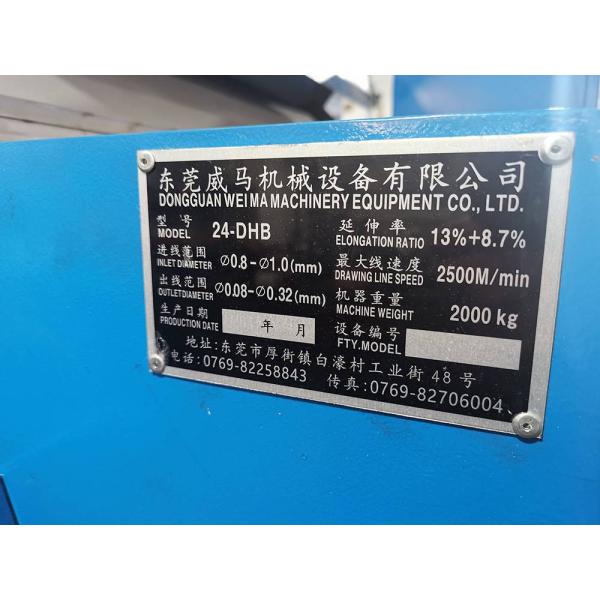 东莞威马机械设备有限公司
DONGGUAN WEI MA MACHINERY EQUIPMENT CO., LTD.
型号 MODEL 24-DHB
延伸率 ELONGATION RATIO 13%+8.7%
进线范围 INLET DIAMETER Ø0.8-Ø1.0(mm)
最大线速度 DRAWING LINE SPEED 2500M/min
出线范围 OUTLETDIAMETER Ø0.08-Ø0.32(mm)
机器重量 MACHINE WEIGHT 2000 kg
生产日期 PRODUCTION DATE 年 月
设备编号 FTY.MODEL
地址:东莞市厚街镇白濠村工业街48号
电话:0769-82258843 传真:0769-82706004